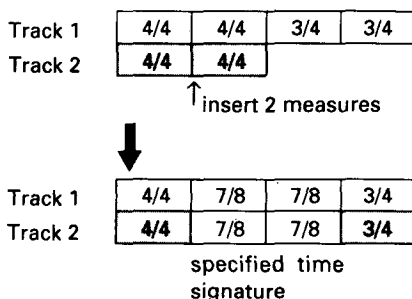 Track 1 4/4 4/4 3/4 3/4
Track 2 4/4 4/4
insert 2 measures
Track 1 4/4 7/8 7/8 3/4
Track 2 4/4 7/8 7/8 3/4
specified time
signature